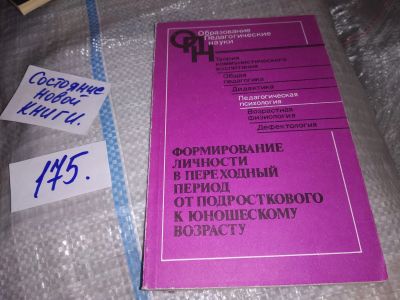 Состояние
новой
книги.
175.
ОПН
Образование
Педагогические
науки
Теория
коммунистического
воспитания
Общая
педагогика
Дидактика
Педагогическая
психология
Возрастная
физиология
Дефектология
ФОРМИРОВАНИЕ
ЛИЧНОСТИ
В ПЕРЕХОДНЫЙ
ПЕРИОД
ОТ ПОДРОСТКОВОГО
К ЮНОШЕСКОМУ
ВОЗРАСТУ